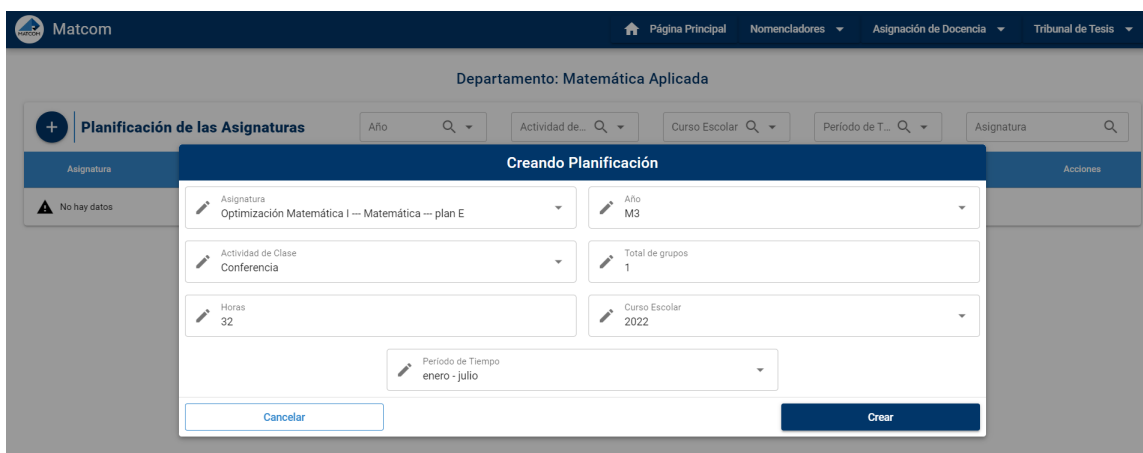 MATCOM Matcom Página Principal Nomencladores Asignación de Docencia Tribunal de Tesis
Departamento: Matemática Aplicada
+ Planificación de las Asignaturas Año Actividad de... Curso Escolar Período de T... Asignatura
Asignatura Acciones
No hay datos
Creando Planificación
Asignatura Año
Optimización Matemática I --- Matemática --- plan E M3
Actividad de Clase Total de grupos
Conferencia 1
Horas Curso Escolar
32 2022
Período de Tiempo
enero - julio
Cancelar Crear